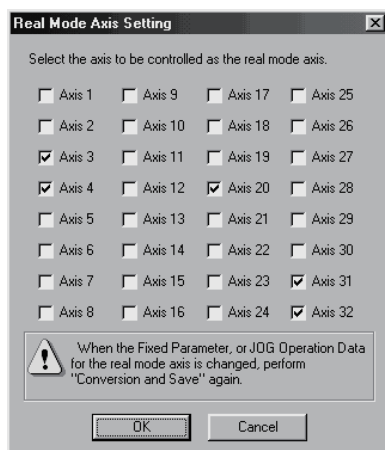 Real Mode Axis Setting
Select the axis to be controlled as the real mode axis.
Axis 1 Axis 9 Axis 17 Axis 25
Axis 2 Axis 10 Axis 18 Axis 26
Axis 3 Axis 11 Axis 19 Axis 27
Axis 4 Axis 12 Axis 20 Axis 28
Axis 5 Axis 13 Axis 21 Axis 29
Axis 6 Axis 14 Axis 22 Axis 30
Axis 7 Axis 15 Axis 23 Axis 31
Axis 8 Axis 16 Axis 24 Axis 32
When the Fixed Parameter, or JOG Operation Data
for the real mode axis is changed, perform
"Conversion and Save" again.
OK Cancel